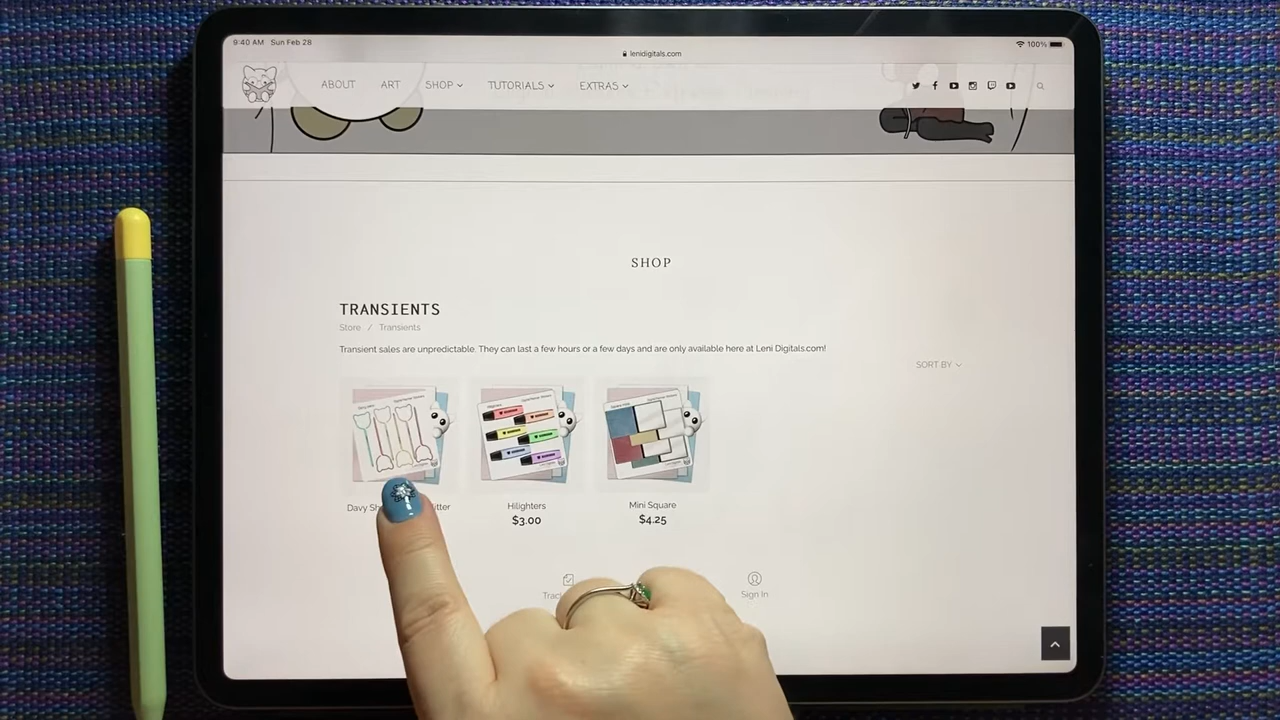 9:40 AM Sun Feb 28
100%
lenidigitals.com
ABOUT ART SHOP TUTORIALS EXTRAS
SHOP
TRANSIENTS
Store / Transients
Transient sales are unpredictable. They can last a few hours or a few days and are only available here at Leni Digitals.com!
SORT BY
Davy
Hilighters
Mini Square
$3.00
$4.25
Sign In